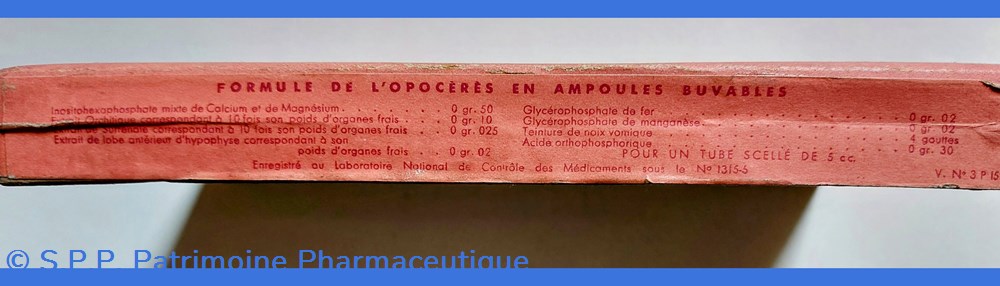 FORMULE DE L'OPOCÉRÈS EN AMPOULES BUVABLES
Inositohexaphosphate mixte de Calcium et de Magnésium . . . . 0 gr. 50
Extrait Orchitique correspondant à 10 fois son poids d'organes frais . . . 0 gr. 10
Surrénale correspondant à 10 fois son poids d'organes frais . . . 0 gr. 025
Extrait de lobe antérieur d'hypophyse correspondant à son
poids d'organes frais . . . 0 gr. 02
Glycérophosphate de fer . . . 0 gr. 02
Glycérophosphate de manganèse . . . 0 gr. 02
Teinture de noix vomique . . . 4 gouttes
Acide orthophosphorique . . . 0 gr. 30
POUR UN TUBE SCELLÉ DE 5 cc.
Enregistré au Laboratoire National de Contrôle des Médicaments sous le Nº 1315-5
V. Nº 3 P 15
© S.P.P. Patrimoine Pharmaceutique